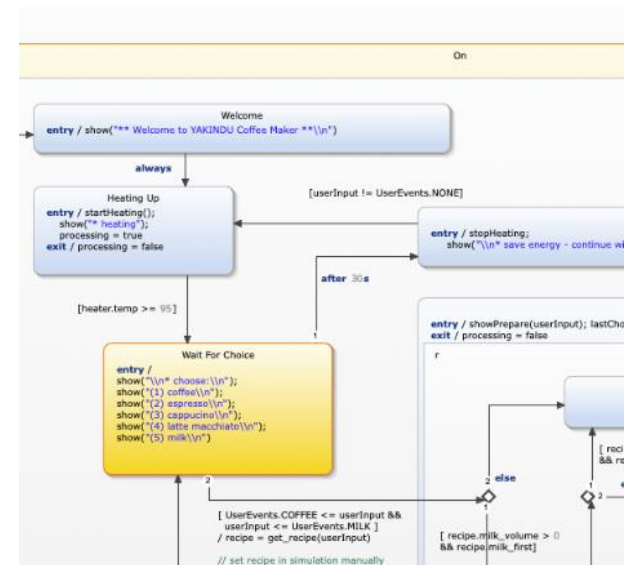 On
Welcome
entry / show("** Welcome to YAKINDU Coffee Maker **\\n")
always
Heating Up
entry / startHeating();
show("* heating");
processing = true
exit / processing = false
[userInput != UserEvents.NONE]
entry / stopHeating;
show("\\n* save energy - continue
after 30s
[heater.temp >= 95]
1
entry / showPrepare(userInput);
exit / processing = false
r
Wait For Choice
entry /
show("\\n* choose:\\n");
show("(1) coffee\\n");
show("(2) espresso\\n");
show("(3) cappucino\\n");
show("(4) latte macchiato\\n");
show("(5) milk\\n")
2
[ UserEvents.COFFEE <= userInput &&
userInput <= UserEvents.MILK ]
/ recipe = get_recipe(userInput)
// set recipe in simulation manually
2 else
1
[ recipe.milk_volume > 0
&& recipe.milk_first]
&&
1
2